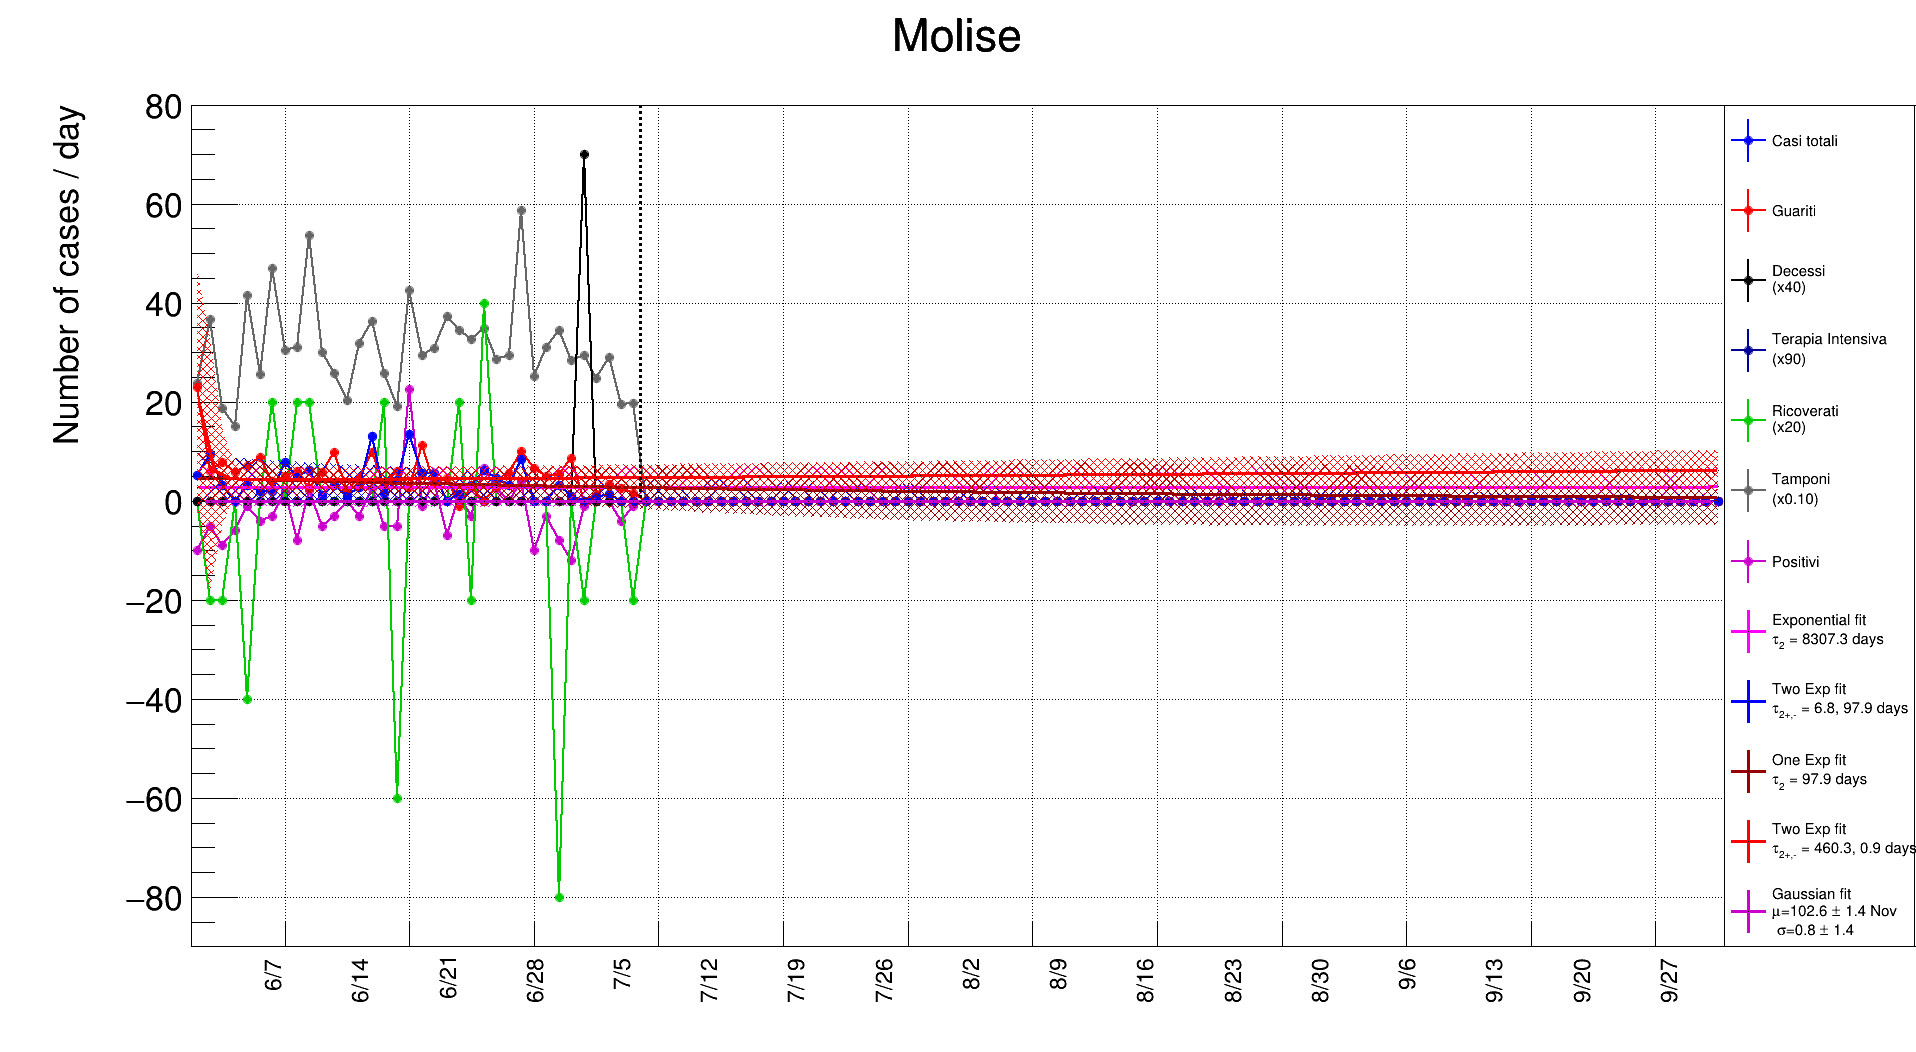 Molise
Number of cases / day
80
60
40
20
0
−20
−40
−60
−80
6/7
6/14
6/21
6/28
7/5
7/12
7/19
7/26
8/2
8/9
8/16
8/23
8/30
9/6
9/13
9/20
9/27
Casi totali
Guariti
Decessi
(x40)
Terapia Intensiva
(x90)
Ricoverati
(x20)
Tamponi
(x0.10)
Positivi
Exponential fit
τ2 = 8307.3 days
Two Exp fit
τ2+,- = 6.8, 97.9 days
One Exp fit
τ2 = 97.9 days
Two Exp fit
τ2+,- = 460.3, 0.9 days
Gaussian fit
μ=102.6 ± 1.4 Nov
σ=0.8 ± 1.4